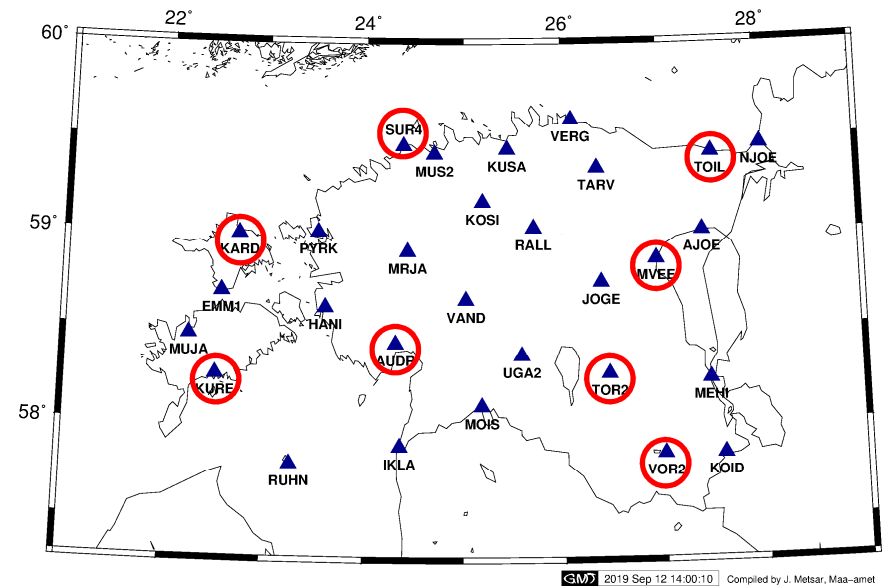 22° 24° 26° 28°
60°
SUR4
VERG
MUS2 KUSA TOIL NJOE
TARV
59°
KOSI
KARD PYRK RALL AJOE
MRJA MVEE
EMM1 JOGE
HANI VAND
MUJA
AUDR UGA2
KURE TOR2 MEHI
58°
MOIS
IKLA VOR2 KOID
RUHN
GMT 2019 Sep 12 14:00:10 Compiled by J. Metsar, Maa-amet